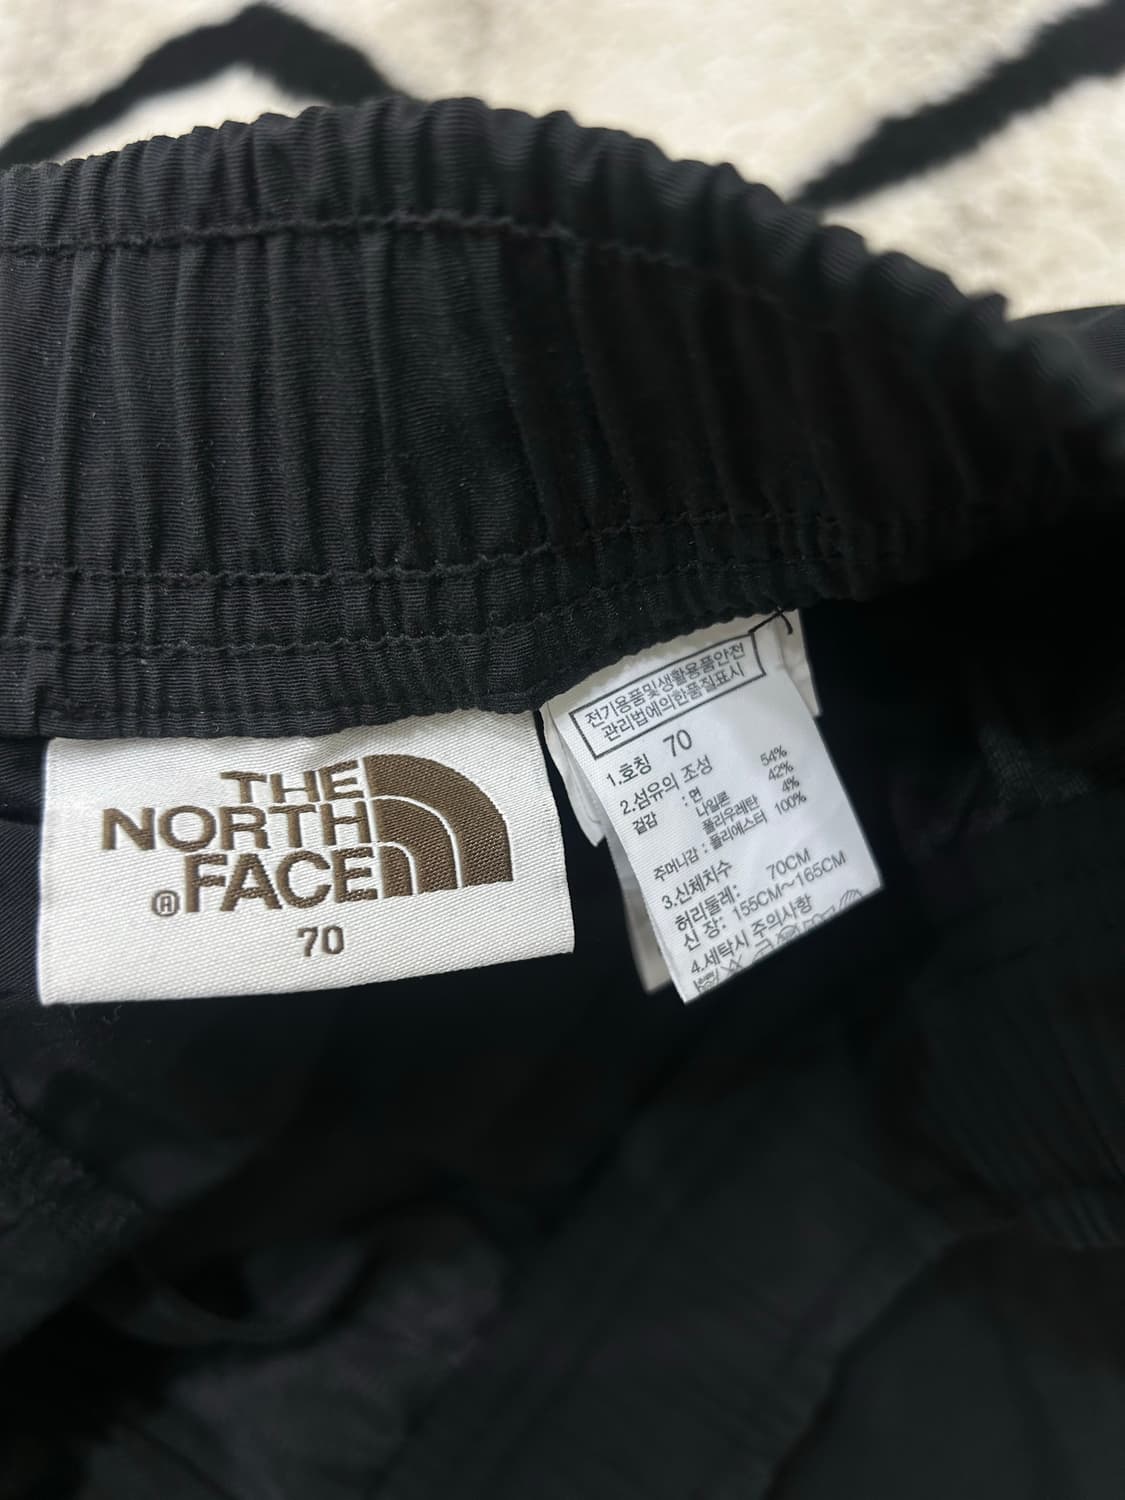 THE
NORTH
FACE
®
70
전기용품및생활용품안전
관리법에의한품질표시
1.호칭 70
2.섬유의 조성
겉감 : 면 54%
나일론 42%
폴리우레탄 4%
주머니감 : 폴리에스터 100%
3.신체치수
허리둘레: 70CM
신 장: 155CM~165CM
4.세탁시 주의사항